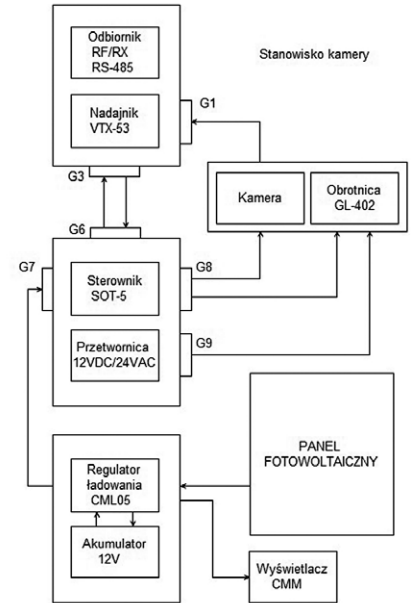 Odbiornik
RF/RX
RS-485
Stanowisko kamery
Nadajnik
VTX-53
G1
G3
Kamera
Obrotnica
GL-402
G6
G7
G8
Sterownik
SOT-5
Przetwornica
12VDC/24VAC
G9
PANEL
FOTOWOLTAICZNY
Regulator
ładowania
CML05
Akumulator
12V
Wyświetlacz
CMM